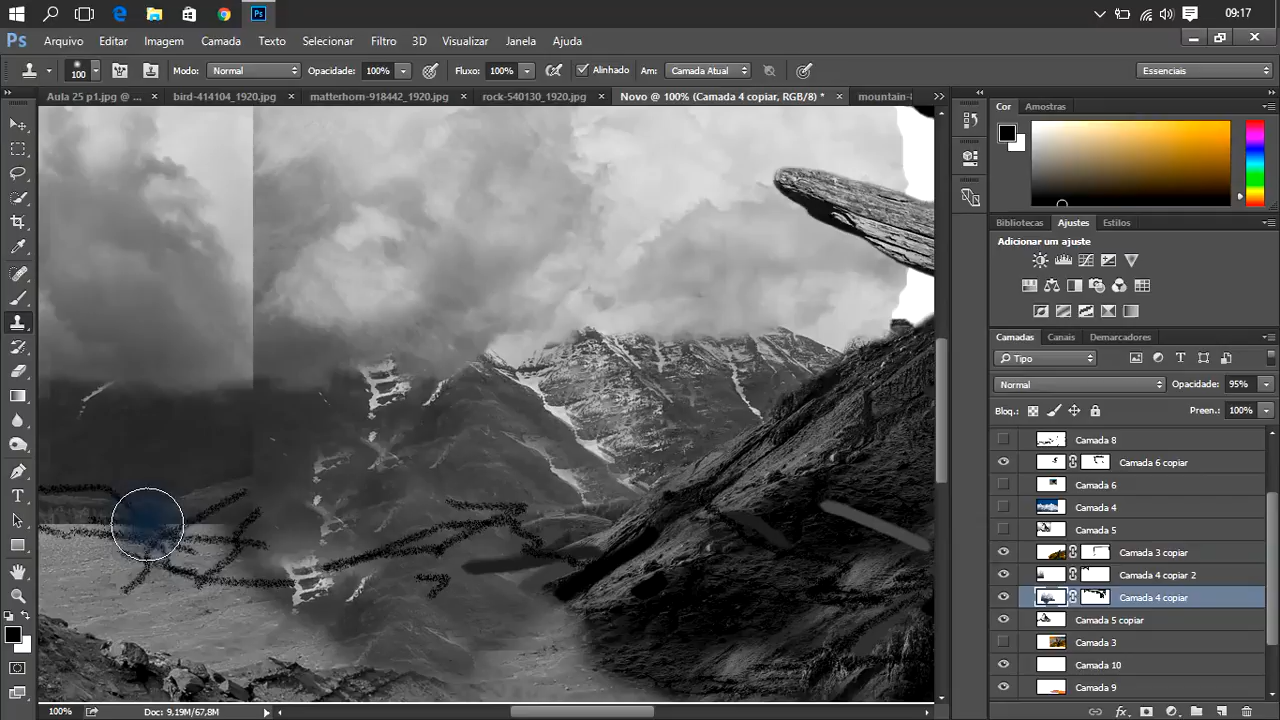 09:17
Ps Arquivo Editar Imagem Camada Texto Selecionar Filtro 3D Visualizar Janela Ajuda
100 Modo: Normal Opacidade: 100% Fluxo: 100% Alinhado Am: Camada Atual Essenciais
Aula 25 p1.jpg @ ... × bird-414104_1920.jpg × matterhorn-918442_1920.jpg × rock-540130_1920.jpg × Novo @ 100% (Camada 4 copiar, RGB/8) * × mountain-l »
Cor Amostras
Bibliotecas Ajustes Estilos
Adicionar um ajuste
Camadas Canais Demarcadores
Tipo
Normal Opacidade: 95%
Bloq.: Preen.: 100%
Camada 8
Camada 6 copiar
Camada 6
Camada 4
Camada 5
Camada 3 copiar
Camada 4 copiar 2
Camada 4 copiar
Camada 5 copiar
Camada 3
Camada 10
Camada 9
100% Doc: 9,19M/67,8M